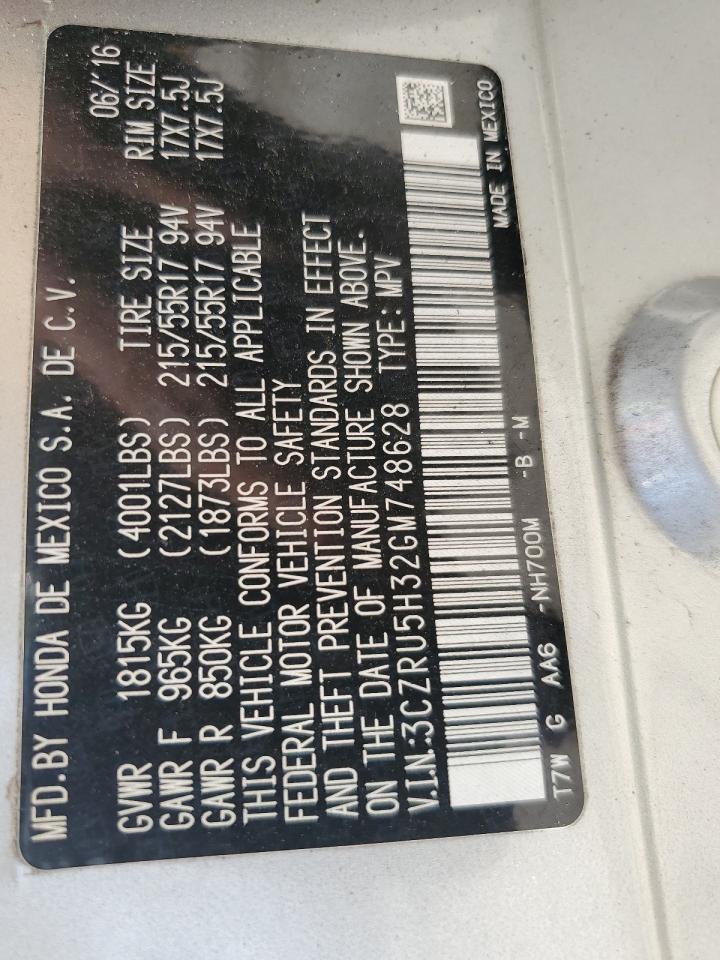 MFD.BY HONDA DE MEXICO S.A. DE C.V. 06/'16
GVWR 1815KG (4001LBS) TIRE SIZE RIM SIZE
GAWR F 965KG (2127LBS) 215/55R17 94V 17X7.5J
GAWR R 850KG (1873LBS) 215/55R17 94V 17X7.5J
THIS VEHICLE CONFORMS TO ALL APPLICABLE
FEDERAL MOTOR VEHICLE SAFETY
AND THEFT PREVENTION STANDARDS IN EFFECT
ON THE DATE OF MANUFACTURE SHOWN ABOVE.
V.I.N.:3CZRU5H32GM748628 TYPE: MPV
T7W G AA6 -NH700M -B -M MADE IN MEXICO